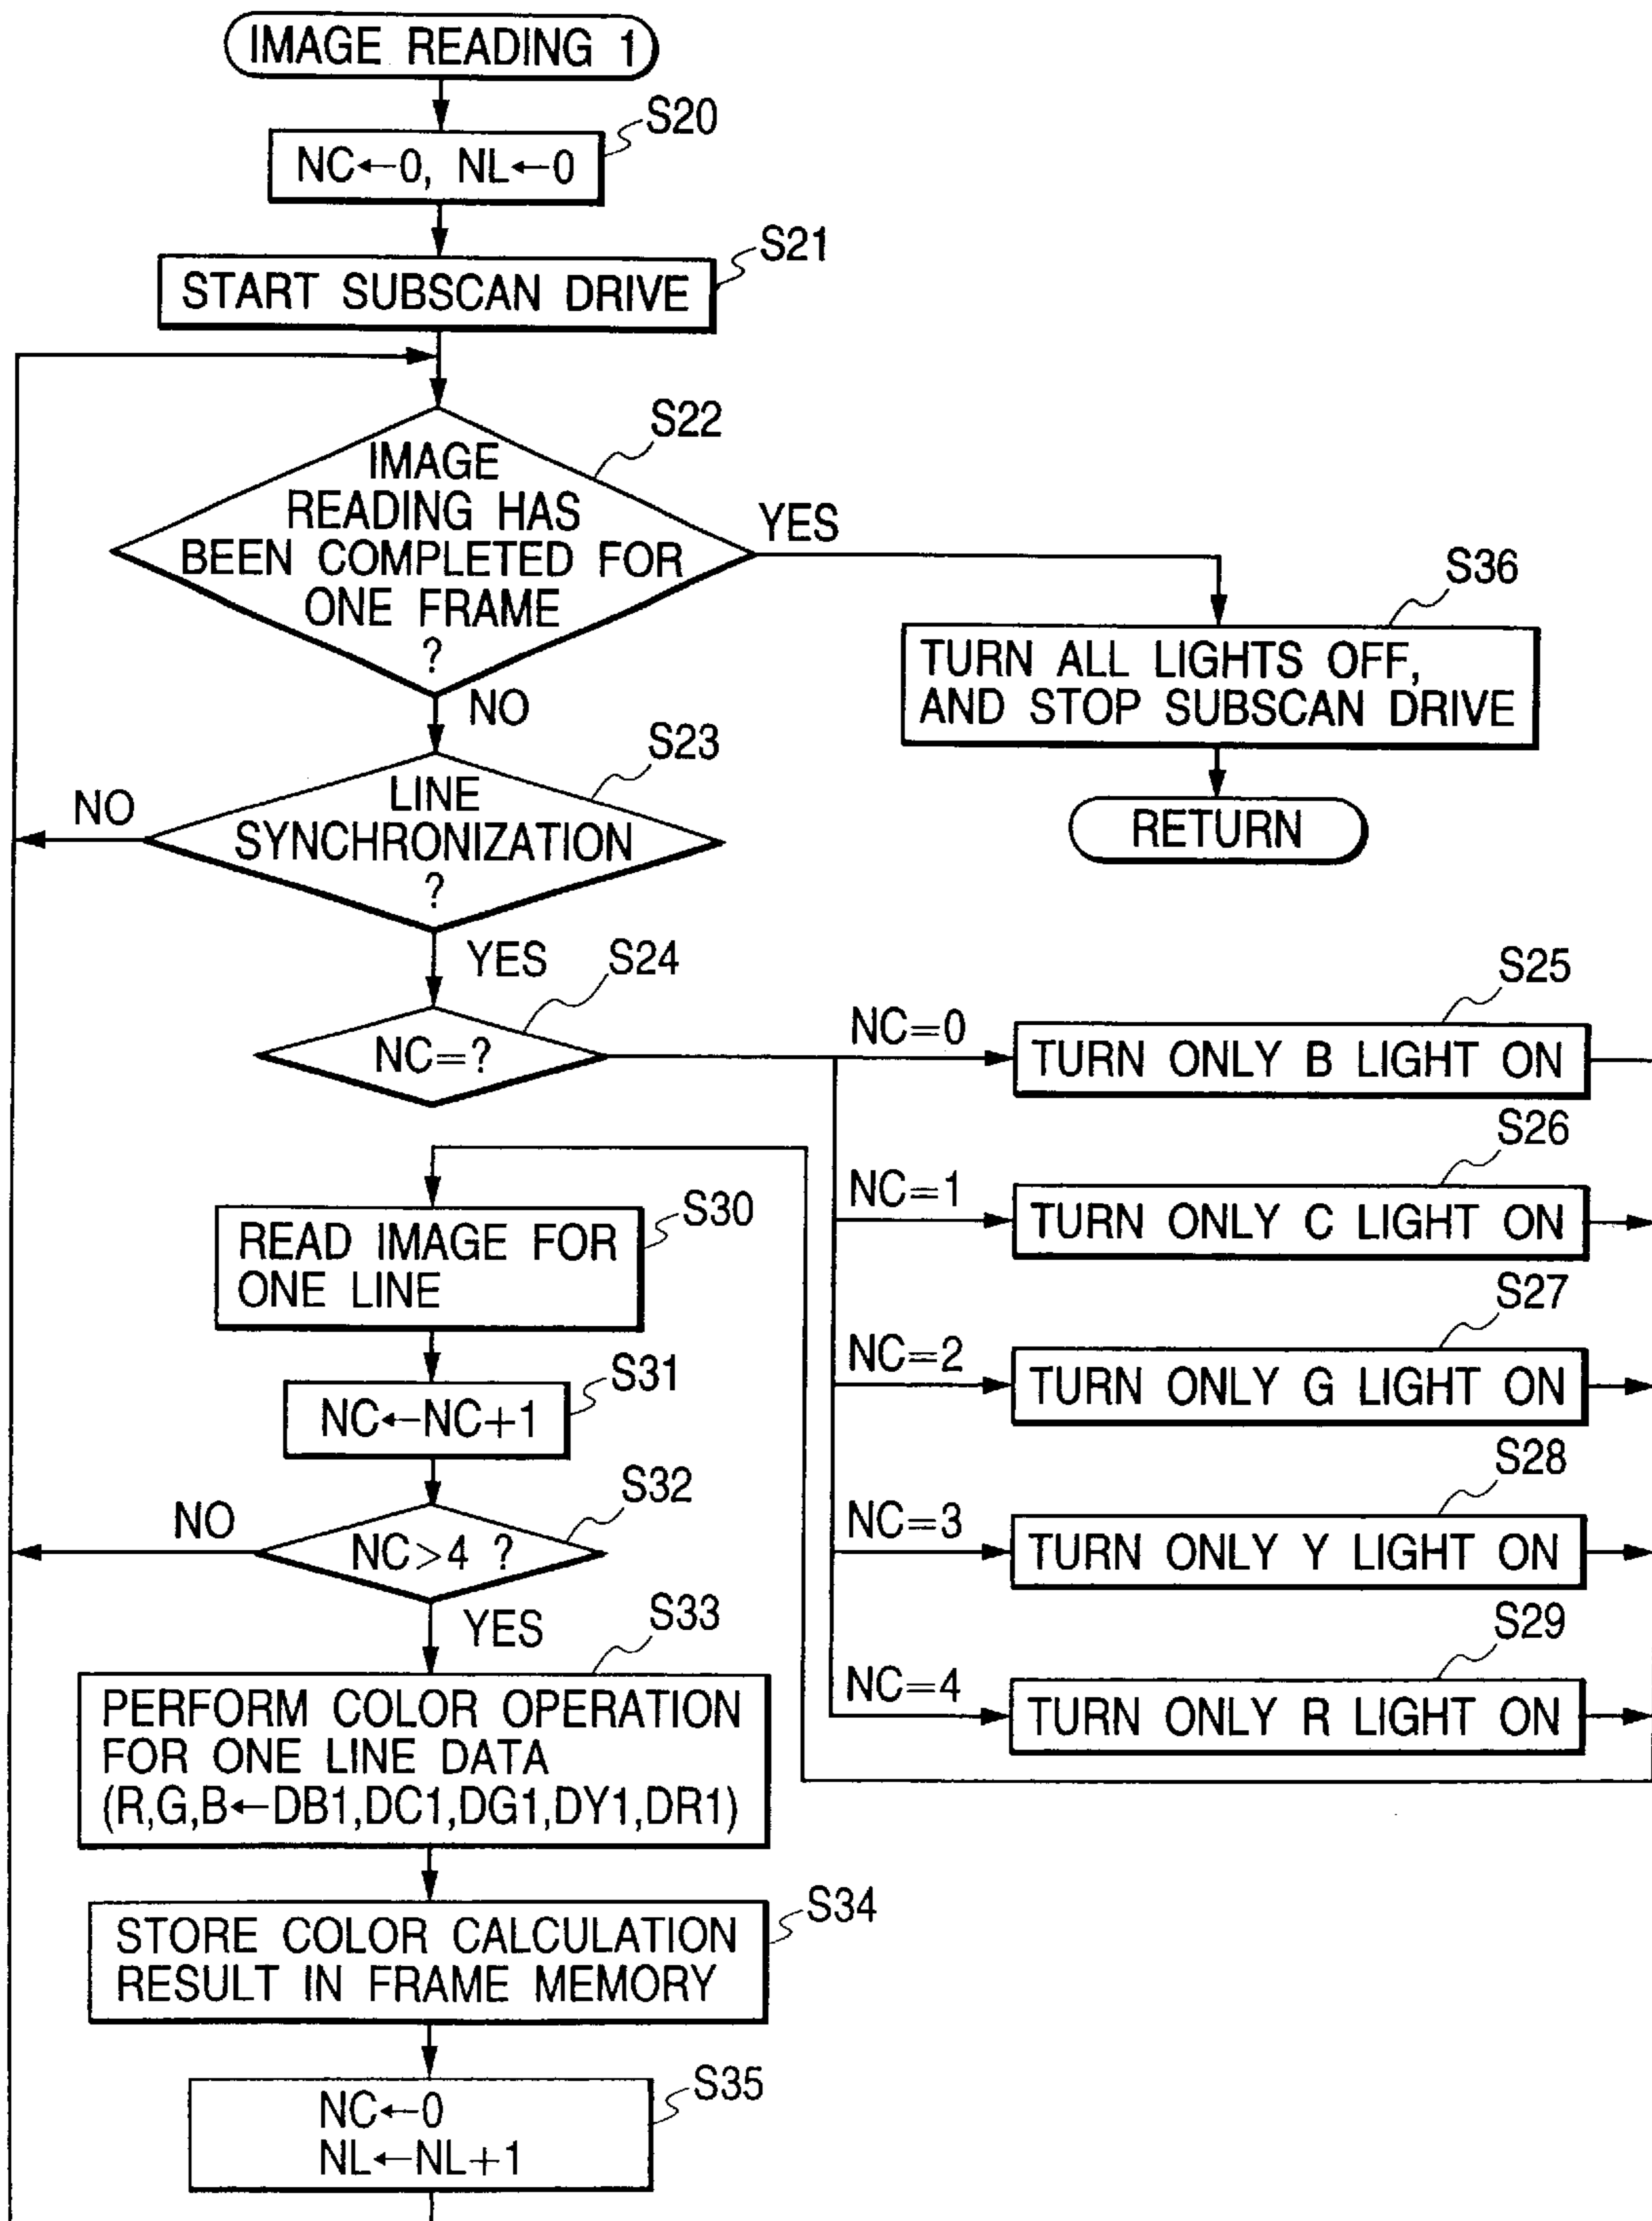 IMAGE READING 1
S20
NC←0, NL←0
S21
START SUBSCAN DRIVE
S22
IMAGE
READING HAS
BEEN COMPLETED FOR
ONE FRAME
?
YES
NO
S36
TURN ALL LIGHTS OFF,
AND STOP SUBSCAN DRIVE
RETURN
S23
LINE
SYNCHRONIZATION
?
NO
YES
S24
NC=?
NC=0
S25
TURN ONLY B LIGHT ON
NC=1
S26
TURN ONLY C LIGHT ON
NC=2
S27
TURN ONLY G LIGHT ON
NC=3
S28
TURN ONLY Y LIGHT ON
NC=4
S29
TURN ONLY R LIGHT ON
S30
READ IMAGE FOR
ONE LINE
S31
NC←NC+1
S32
NC>4 ?
NO
YES
S33
PERFORM COLOR OPERATION
FOR ONE LINE DATA
(R,G,B←DB1,DC1,DG1,DY1,DR1)
S34
STORE COLOR CALCULATION
RESULT IN FRAME MEMORY
S35
NC←0
NL←NL+1